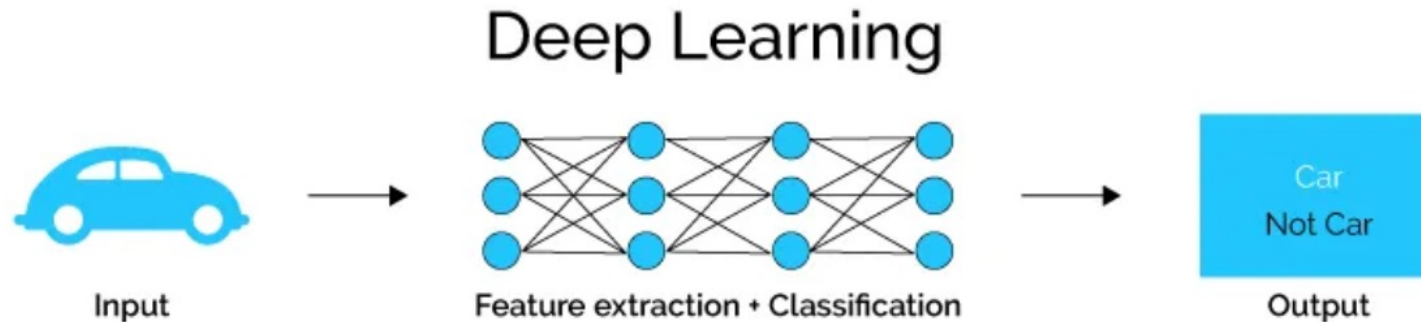 Deep Learning
Car
Not Car
Input
Feature extraction + Classification
Output